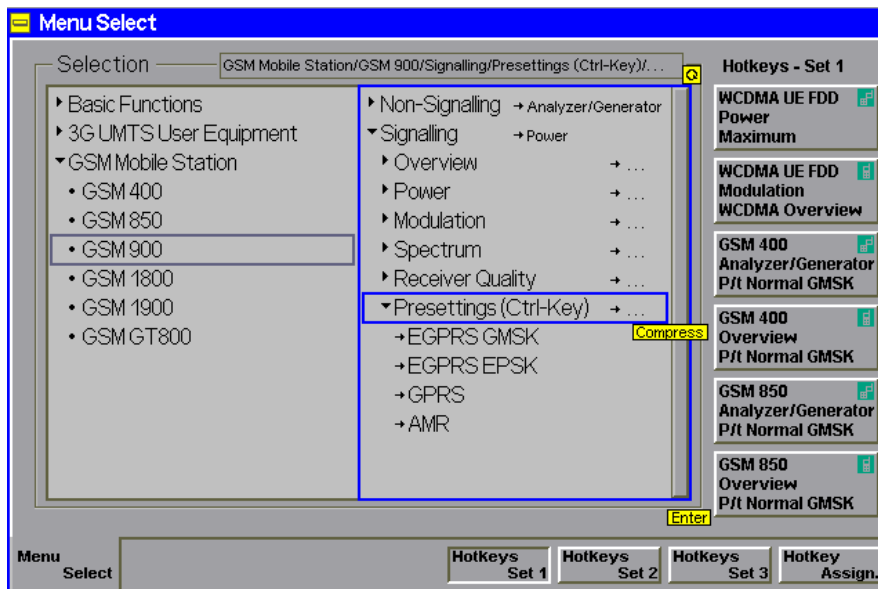 Menu Select
Selection
GSM Mobile Station/GSM 900/Signalling/Presettings (Ctrl-Key)/...
Basic Functions
3G UMTS User Equipment
GSM Mobile Station
GSM 400
GSM 850
GSM 900
GSM 1800
GSM 1900
GSM GT800
Non-Signalling → Analyzer/Generator
Signalling → Power
Overview → ...
Power → ...
Modulation → ...
Spectrum → ...
Receiver Quality → ...
Presettings (Ctrl-Key) → ...
Compress
→ EGPRS GMSK
→ EGPRS EPSK
→ GPRS
→ AMR
Enter
Hotkeys - Set 1
WCDMA UE FDD
Power
Maximum
WCDMA UE FDD
Modulation
WCDMA Overview
GSM 400
Analyzer/Generator
P/t Normal GMSK
GSM 400
Overview
P/t Normal GMSK
GSM 850
Analyzer/Generator
P/t Normal GMSK
GSM 850
Overview
P/t Normal GMSK
Menu
Select
Hotkeys
Set 1
Hotkeys
Set 2
Hotkeys
Set 3
HotKey
Assign.